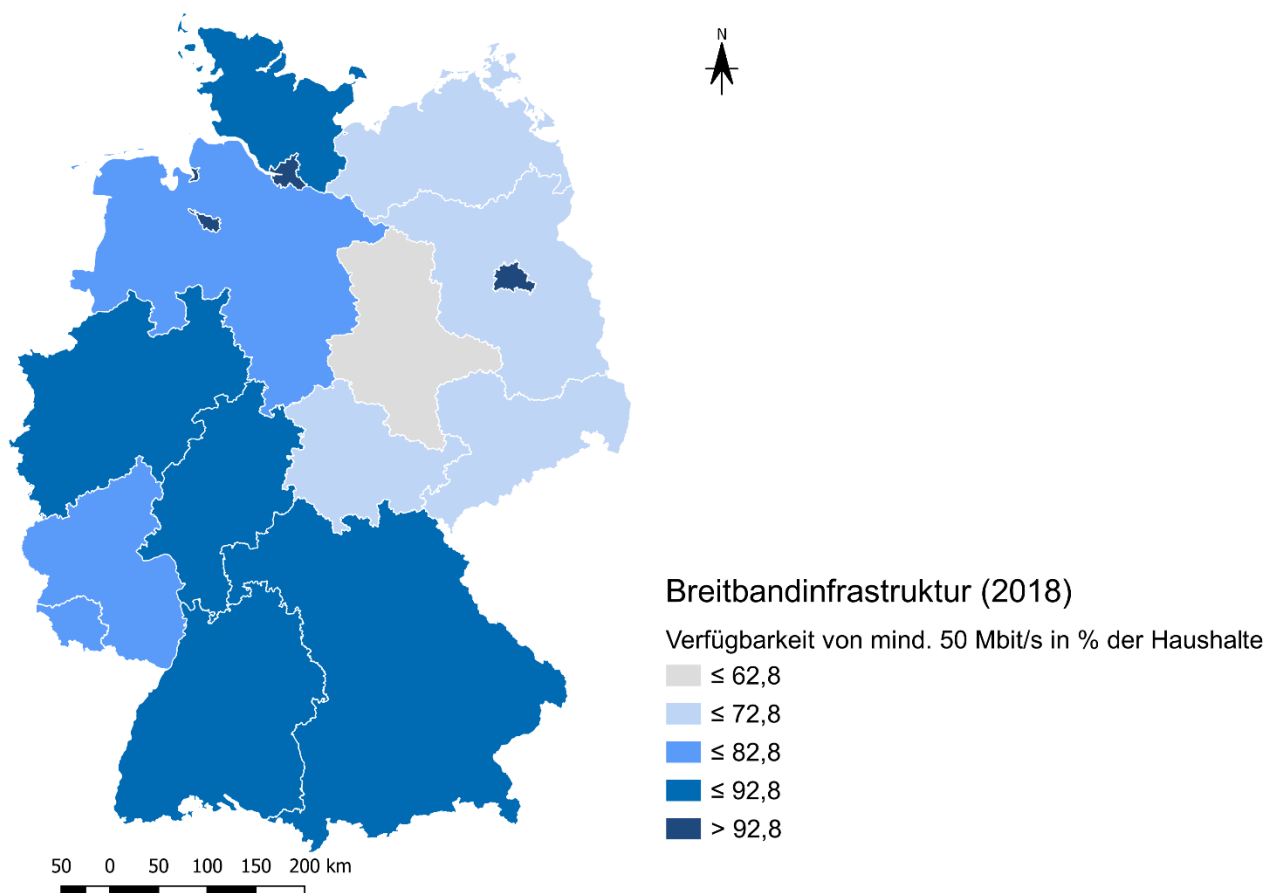 N
Breitbandinfrastruktur (2018)
Verfügbarkeit von mind. 50 Mbit/s in % der Haushalte
≤ 62,8
≤ 72,8
≤ 82,8
≤ 92,8
> 92,8
50 0 50 100 150 200 km